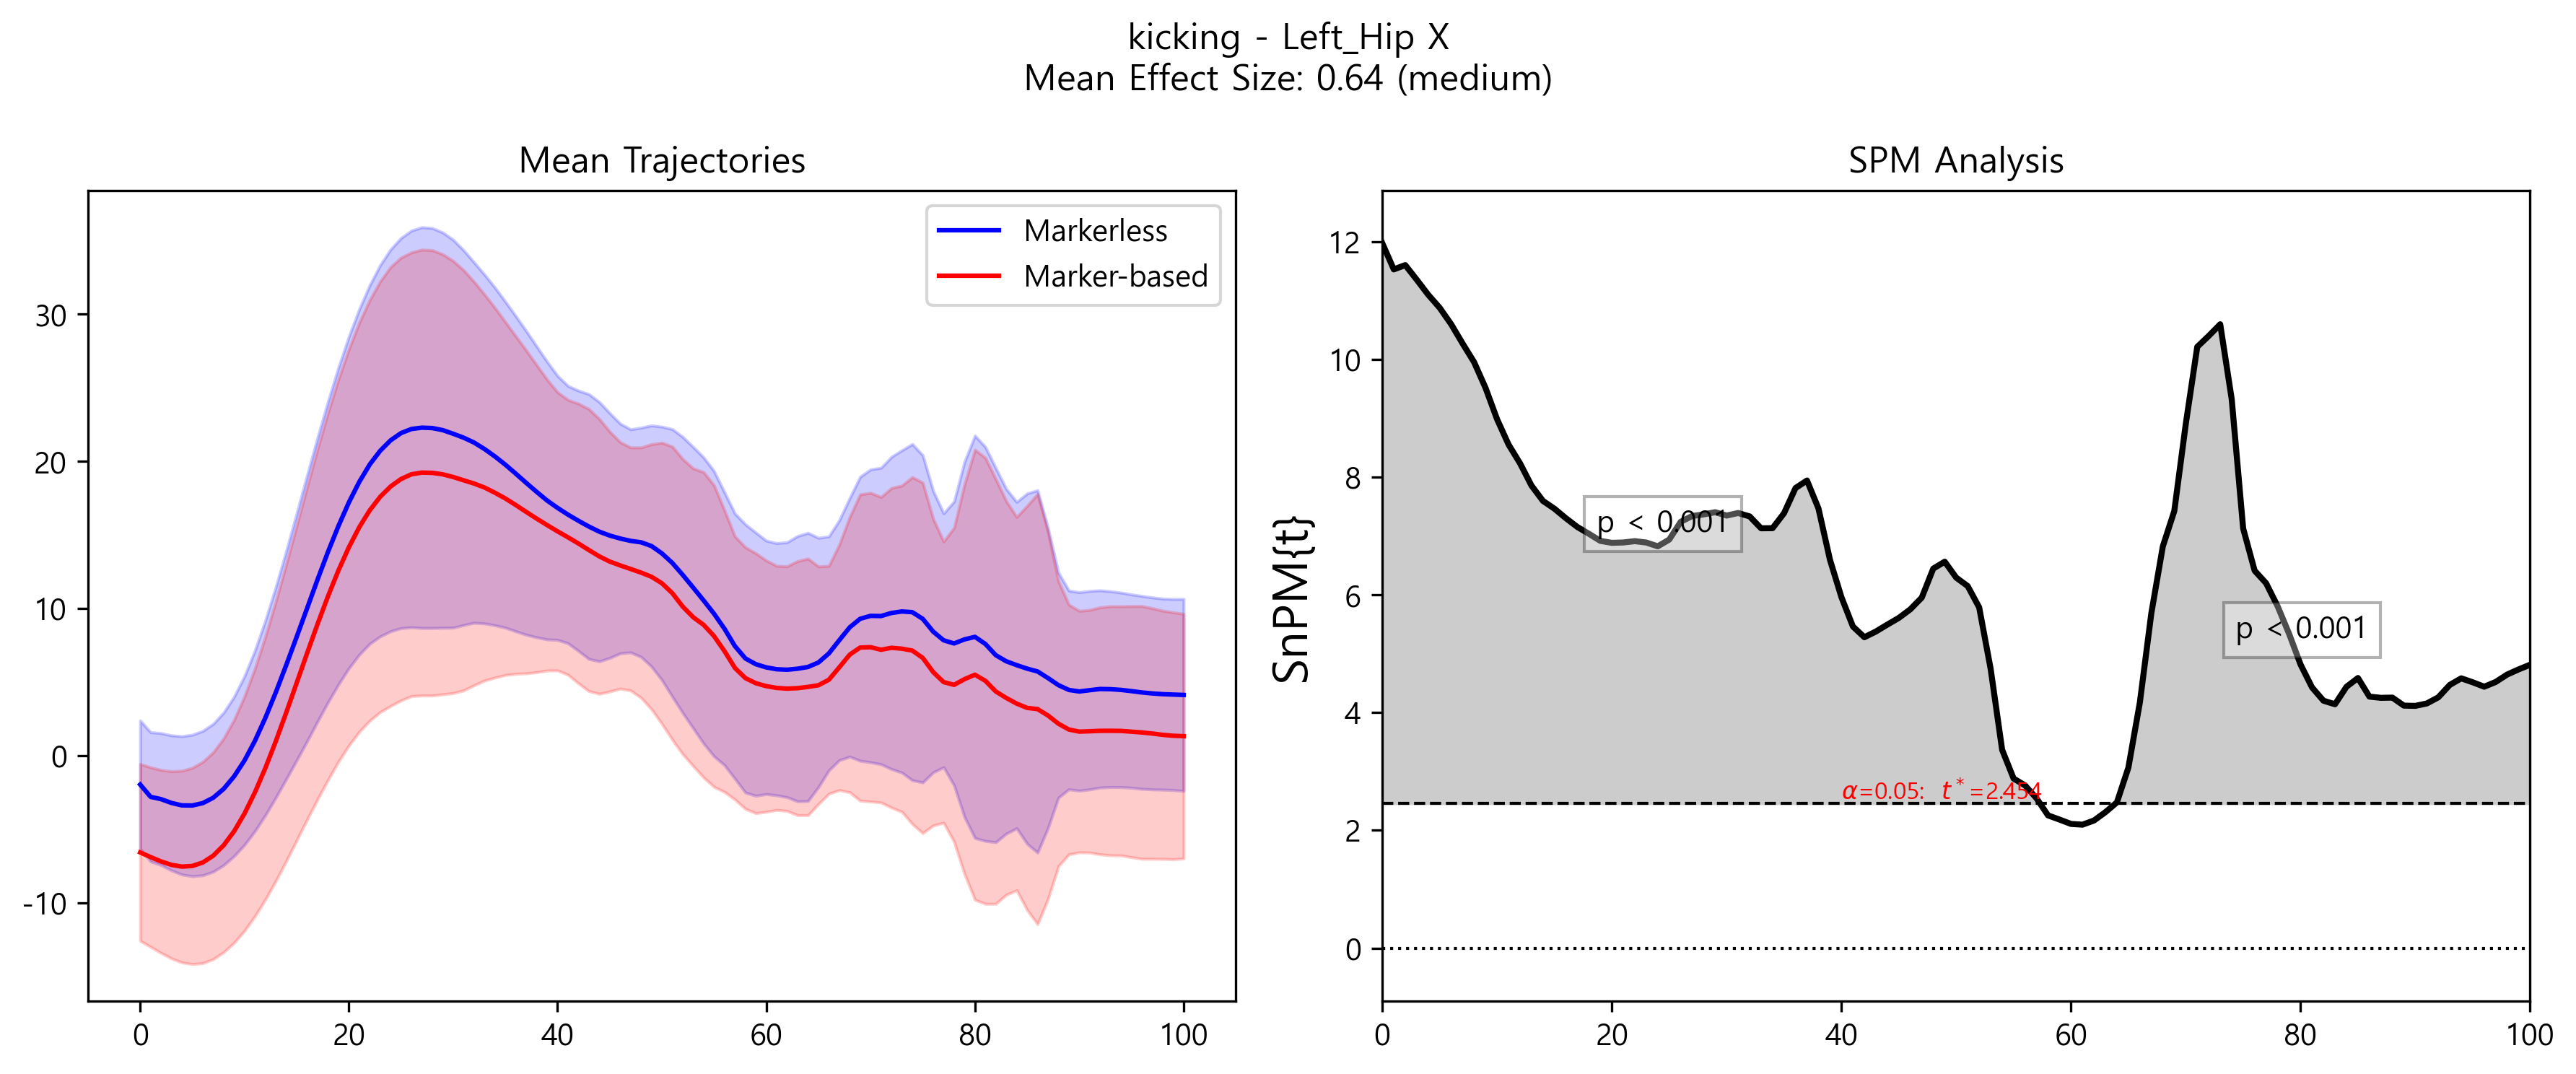 kicking - Left_Hip X
Mean Effect Size: 0.64 (medium)
Mean Trajectories
Markerless
Marker-based
30
20
10
0
-10
0 20 40 60 80 100
SPM Analysis
SnPM{t}
12
10
8
6
4
2
0
p < 0.001
p < 0.001
α=0.05: t*=2.454
0 20 40 60 80 100